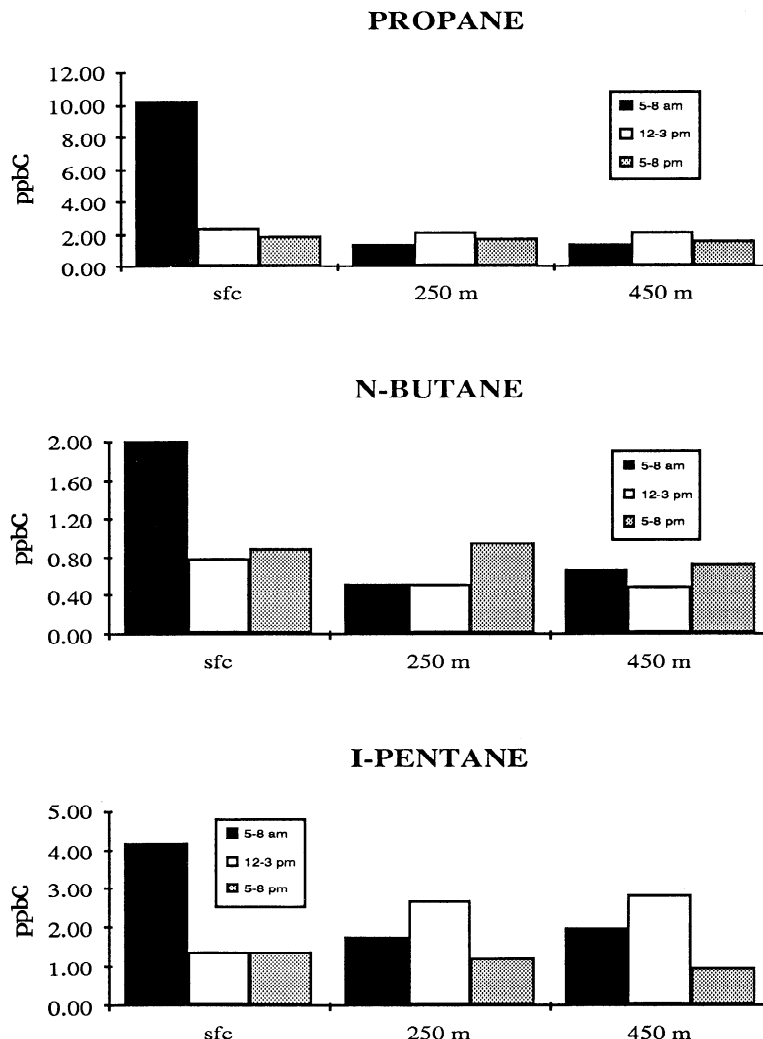 PROPANE
12.00
10.00
8.00
6.00
4.00
2.00
0.00
ppbC
5-8 am
12-3 pm
5-8 pm
sfc 250 m 450 m
N-BUTANE
2.00
1.60
1.20
0.80
0.40
0.00
ppbC
5-8 am
12-3 pm
5-8 pm
sfc 250 m 450 m
I-PENTANE
5.00
4.00
3.00
2.00
1.00
0.00
ppbC
5-8 am
12-3 pm
5-8 pm
sfc 250 m 450 m